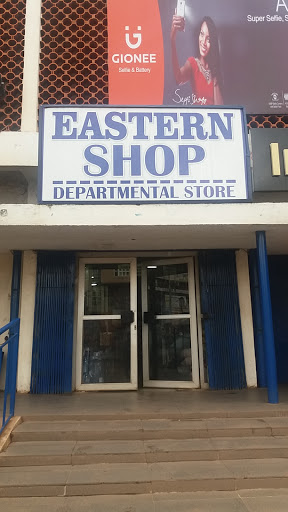 GIONEE
Selfie & Battery
Super Selfie, S
EASTERN
SHOP
DEPARTMENTAL STORE